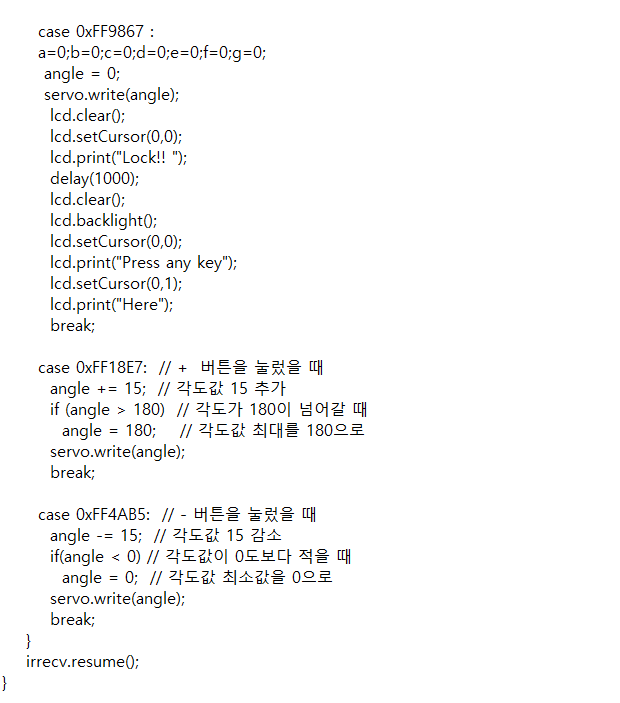 case 0xFF9867 :
a=0;b=0;c=0;d=0;e=0;f=0;g=0;
angle = 0;
servo.write(angle);
lcd.clear();
lcd.setCursor(0,0);
lcd.print("Lock!! ");
delay(1000);
lcd.clear();
lcd.backlight();
lcd.setCursor(0,0);
lcd.print("Press any key");
lcd.setCursor(0,1);
lcd.print("Here");
break;
case 0xFF18E7:  // +  버튼을 눌렀을 때
angle += 15;  // 각도값 15 추가
if (angle > 180)  // 각도가 180이 넘어갈 때
angle = 180;     // 각도값 최대를 180으로
servo.write(angle);
break;
case 0xFF4AB5:  // - 버튼을 눌렀을 때
angle -= 15;  // 각도값 15 감소
if(angle < 0) // 각도값이 0도보다 적을 때
angle = 0;  // 각도값 최소값을 0으로
servo.write(angle);
break;
}
irrecv.resume();
}